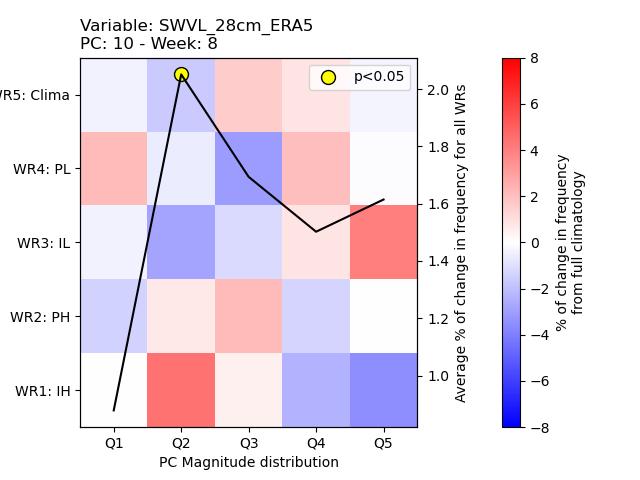 Variable: SWVL_28cm_ERA5
PC: 10 - Week: 8
WR5: Clima
WR4: PL
WR3: IL
WR2: PH
WR1: IH
p<0.05
Q1 Q2 Q3 Q4 Q5
PC Magnitude distribution
2.0
1.8
1.6
1.4
1.2
1.0
Average % of change in frequency for all WRs
8
6
4
2
0
−2
−4
−6
−8
% of change in frequency
from full climatology